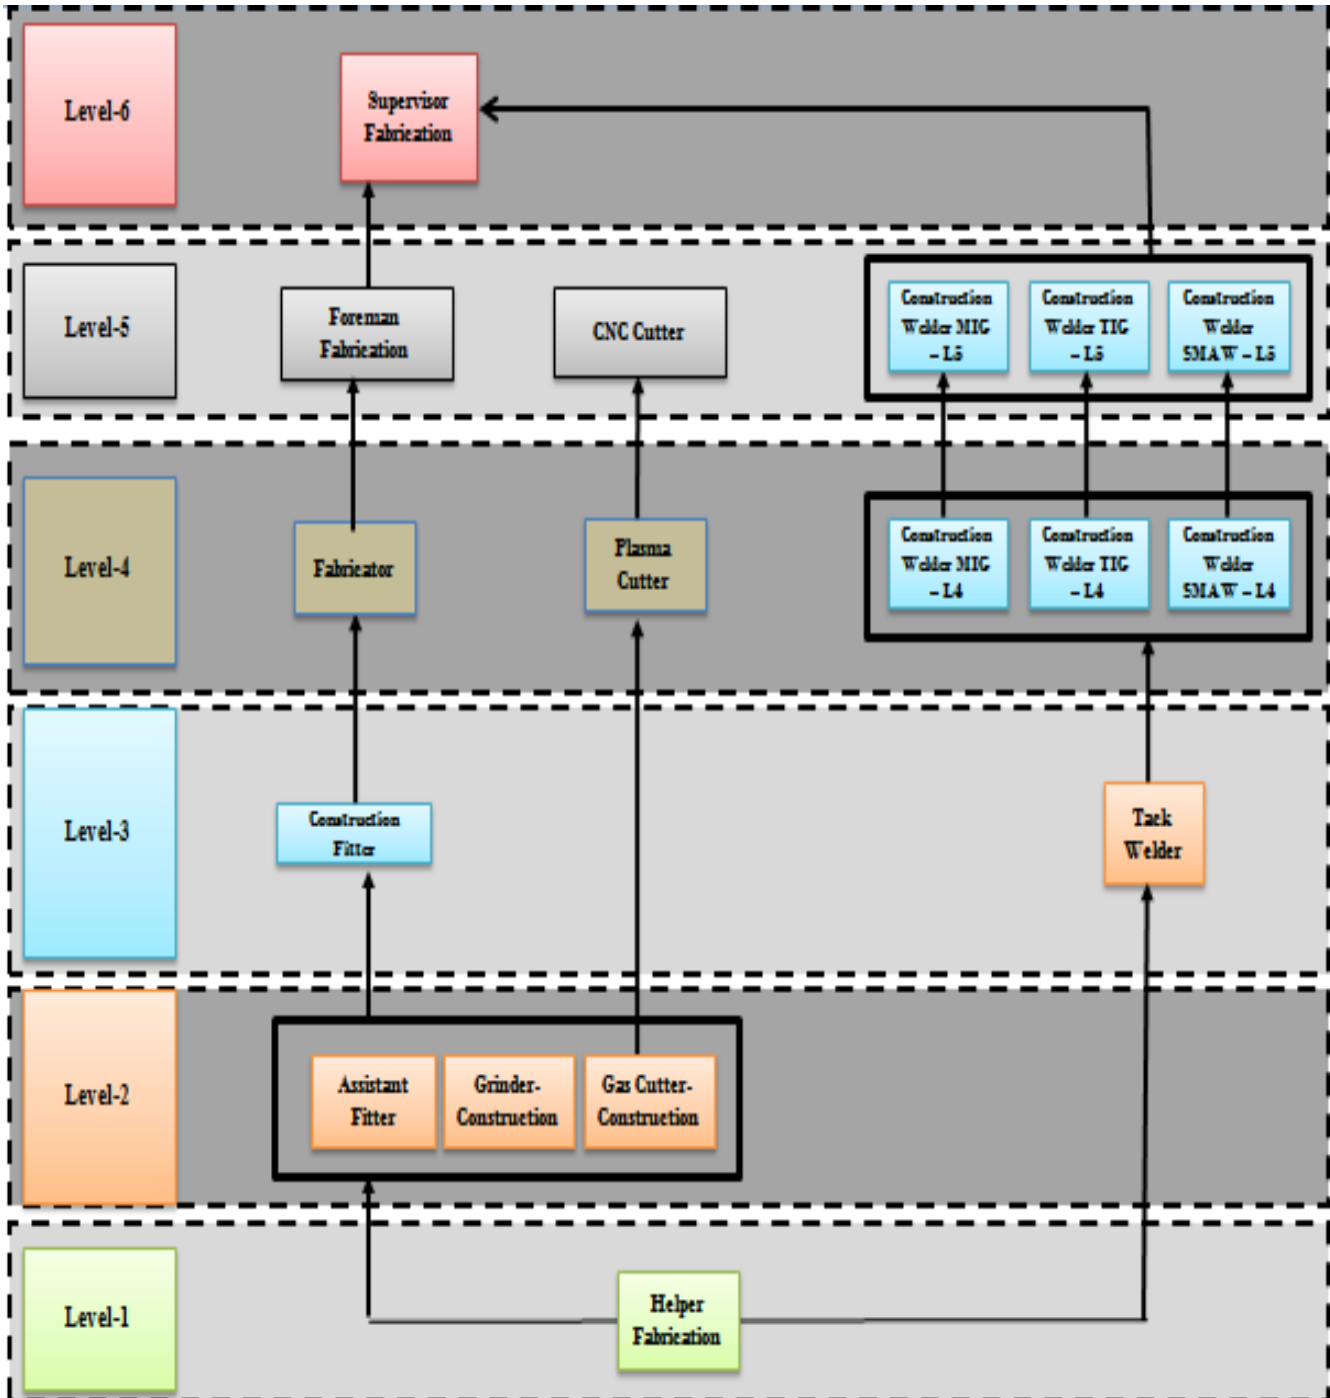 Level-6
Supervisor
Fabrication
Level-5
Foreman
Fabrication
CNC Cutter
Construction
Welder MIG
– L5
Construction
Welder TIG
– L5
Construction
Welder
SMAW – L5
Level-4
Fabricator
Plasma
Cutter
Construction
Welder MIG
– L4
Construction
Welder TIG
– L4
Construction
Welder
SMAW – L4
Level-3
Construction
Fitter
Tack
Welder
Level-2
Assistant
Fitter
Grinder-
Construction
Gas Cutter-
Construction
Level-1
Helper
Fabrication